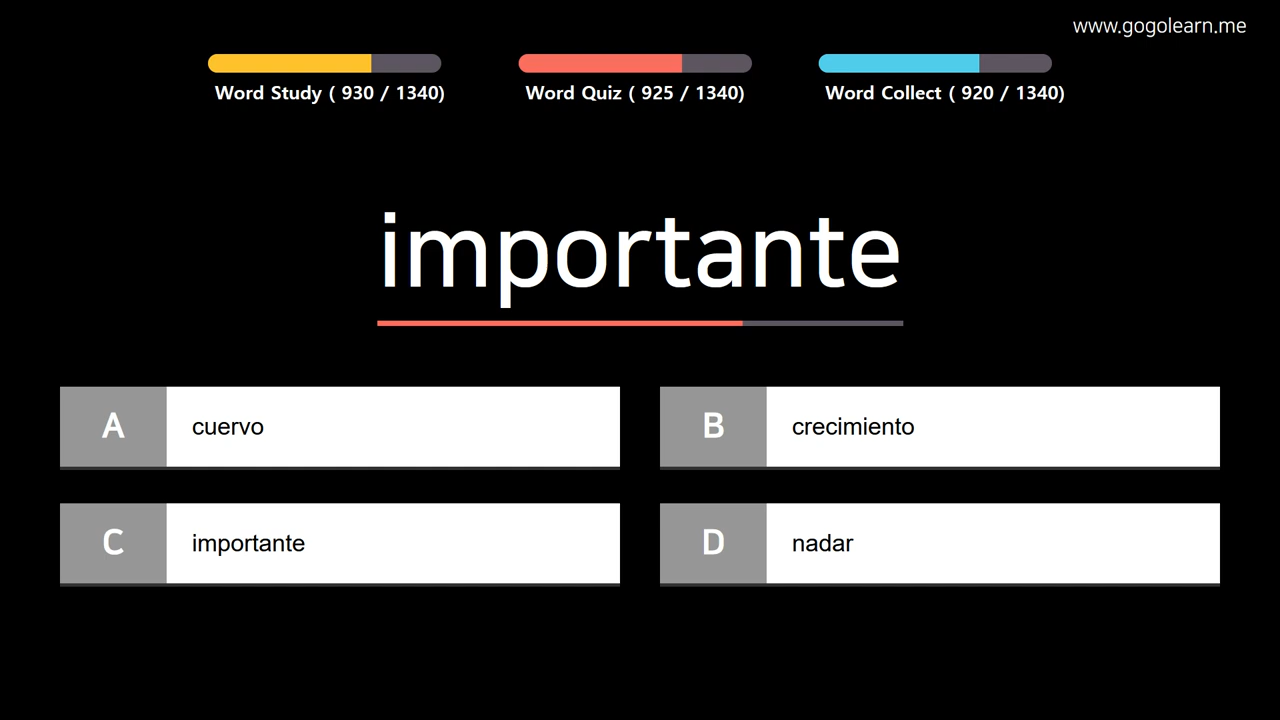 www.gogolearn.me
Word Study ( 930 / 1340)
Word Quiz ( 925 / 1340)
Word Collect ( 920 / 1340)
importante
A cuervo
B crecimiento
C importante
D nadar